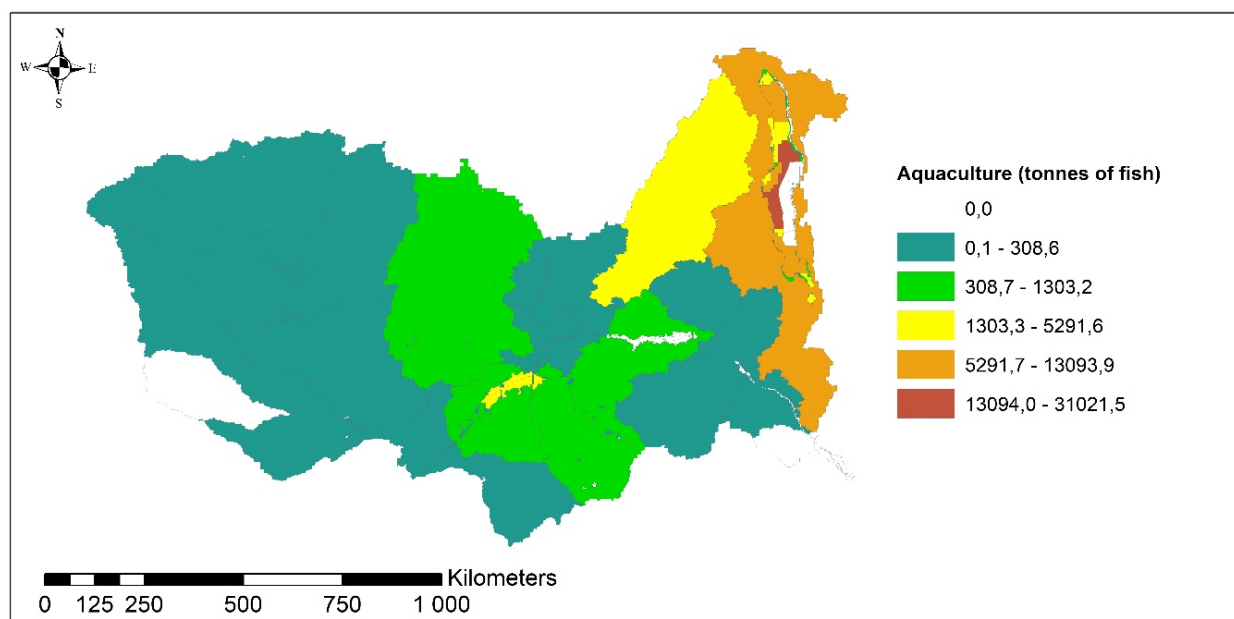 N
W E
S
Aquaculture (tonnes of fish)
0,0
0,1 - 308,6
308,7 - 1303,2
1303,3 - 5291,6
5291,7 - 13093,9
13094,0 - 31021,5
Kilometers
0 125 250 500 750 1 000